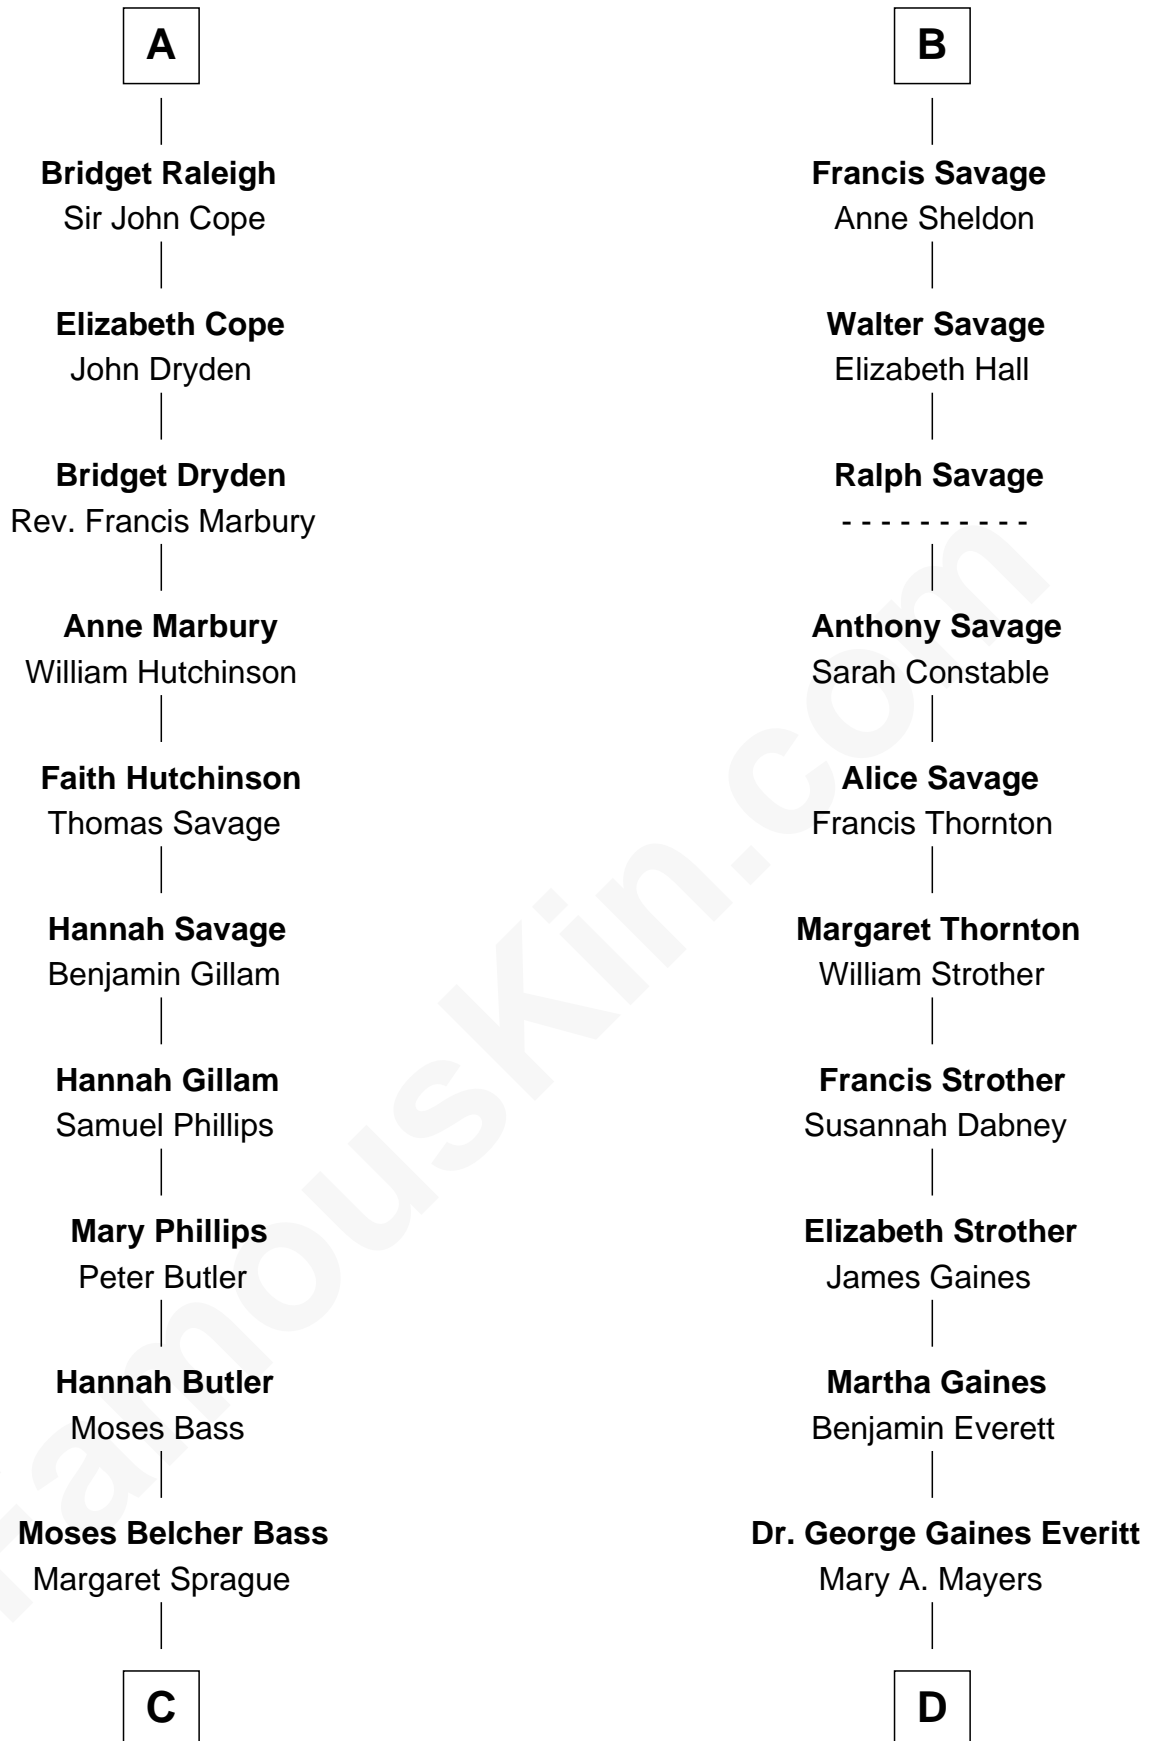 A
Bridget Raleigh
Sir John Cope
Elizabeth Cope
John Dryden
Bridget Dryden
Rev. Francis Marbury
Anne Marbury
William Hutchinson
Faith Hutchinson
Thomas Savage
Hannah Savage
Benjamin Gillam
Hannah Gillam
Samuel Phillips
Mary Phillips
Peter Butler
Hannah Butler
Moses Bass
Moses Belcher Bass
Margaret Sprague
C
B
Francis Savage
Anne Sheldon
Walter Savage
Elizabeth Hall
Ralph Savage
- - - - - - - - - -
Anthony Savage
Sarah Constable
Alice Savage
Francis Thornton
Margaret Thornton
William Strother
Francis Strother
Susannah Dabney
Elizabeth Strother
James Gaines
Martha Gaines
Benjamin Everett
Dr. George Gaines Everitt
Mary A. Mayers
D
FamousKin.com